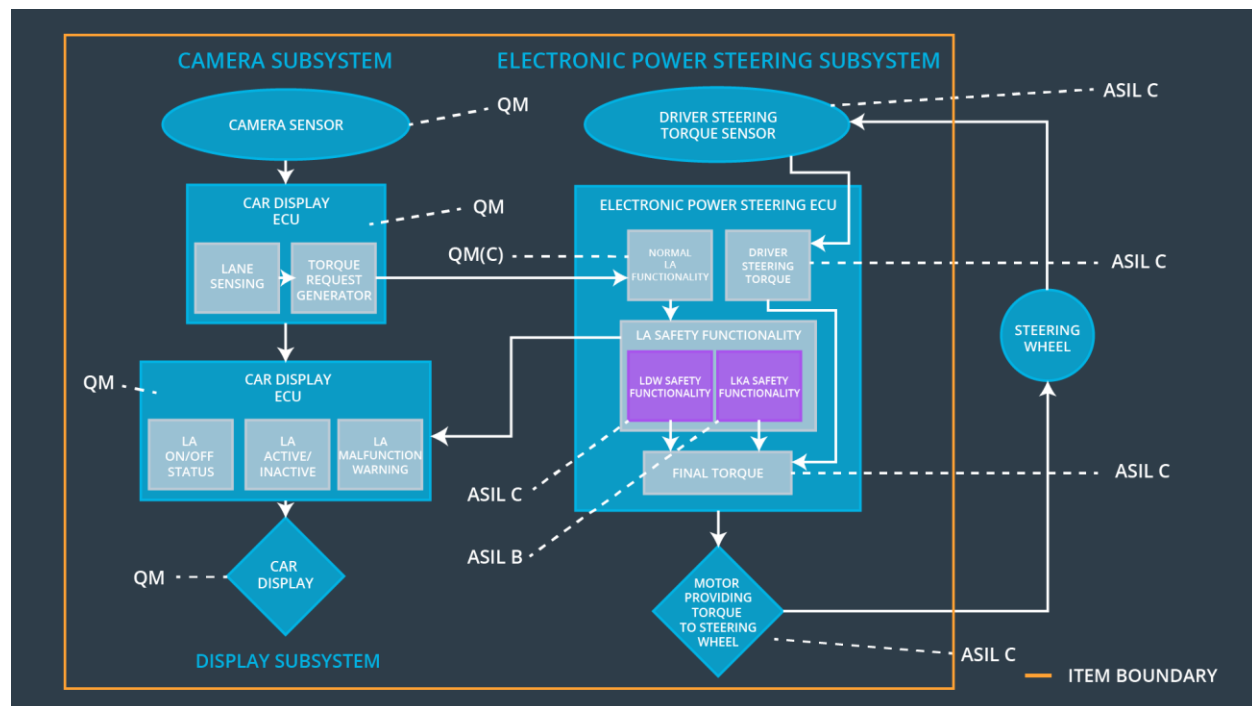 CAMERA SUBSYSTEM
ELECTRONIC POWER STEERING SUBSYSTEM
CAMERA SENSOR
QM
DRIVER STEERING
TORQUE SENSOR
ASIL C
CAR DISPLAY
ECU
QM
LANE
SENSING
TORQUE
REQUEST
GENERATOR
ELECTRONIC POWER STEERING ECU
QM(C)
NORMAL
LA
FUNCTIONALITY
DRIVER
STEERING
TORQUE
ASIL C
LA SAFETY FUNCTIONALITY
LDW SAFETY
FUNCTIONALITY
LKA SAFETY
FUNCTIONALITY
STEERING
WHEEL
QM
CAR DISPLAY
ECU
LA
ON/OFF
STATUS
LA
ACTIVE/
INACTIVE
LA
MALFUNCTION
WARNING
FINAL TORQUE
ASIL C
ASIL C
ASIL B
QM
CAR
DISPLAY
MOTOR
PROVIDING
TORQUE
TO STEERING
WHEEL
ASIL C
DISPLAY SUBSYSTEM
ITEM BOUNDARY